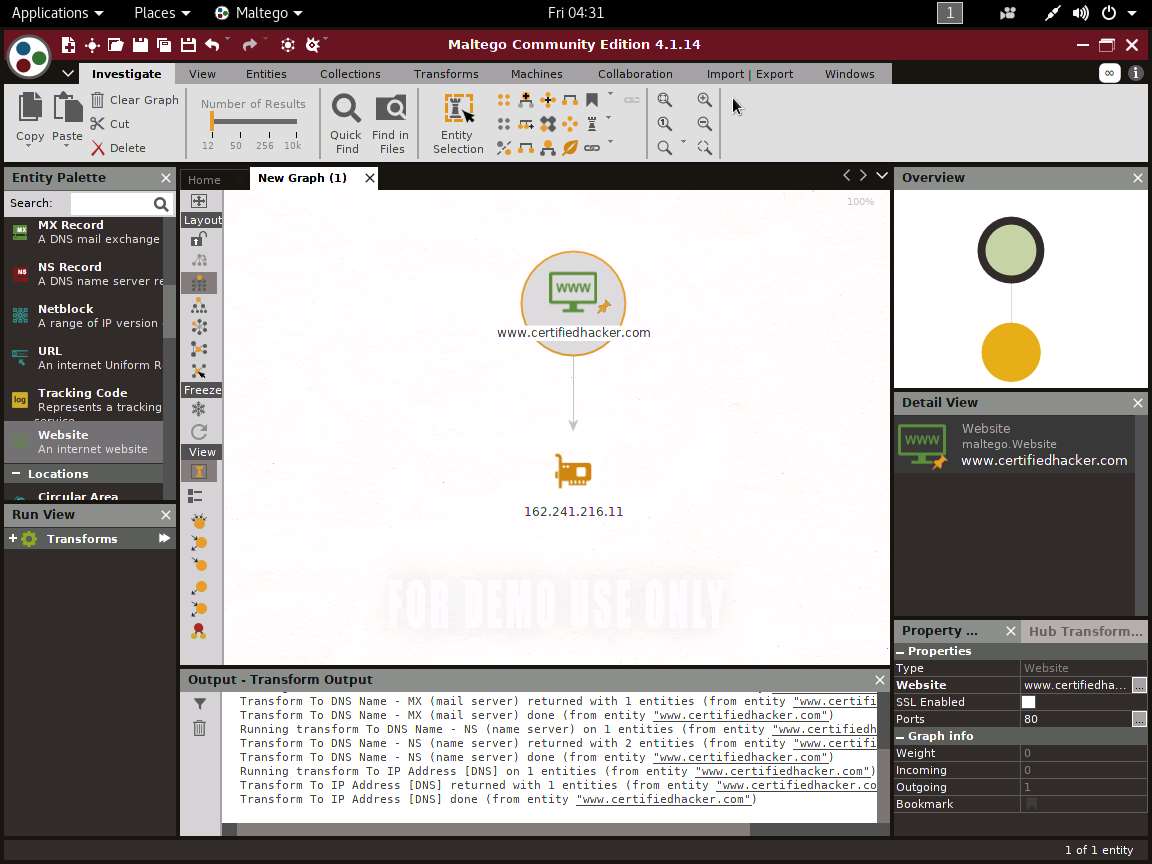 Applications Places Maltego Fri 04:31 1
Maltego Community Edition 4.1.14
Investigate View Entities Collections Transforms Machines Collaboration Import | Export Windows
Copy
Paste
Clear Graph
Cut
Delete
Number of Results
12 50 256 10k
Quick Find
Find in Files
Entity Selection
Entity Palette
Search:
MX Record
A DNS mail exchange
NS Record
A DNS name server re
Netblock
A range of IP version
URL
An internet Uniform R
log
Tracking Code
Represents a tracking
service
Website
An internet website
Locations
Circular Area
Run View
Transforms
Home New Graph (1)
Layout
Freeze
View
100%
WWW
www.certifiedhacker.com
162.241.216.11
FOR DEMO USE ONLY
Output - Transform Output
Transform To DNS Name - MX (mail server) returned with 1 entities (from entity "www.certifi
Transform To DNS Name - MX (mail server) done (from entity "www.certifiedhacker.com")
Running transform To DNS Name - NS (name server) on 1 entities (from entity "www.certifiedh
Transform To DNS Name - NS (name server) returned with 2 entities (from entity "www.certifi
Transform To DNS Name - NS (name server) done (from entity "www.certifiedhacker.com")
Running transform To IP Address [DNS] on 1 entities (from entity "www.certifiedhacker.com")
Transform To IP Address [DNS] returned with 1 entities (from entity "www.certifiedhacker.co
Transform To IP Address [DNS] done (from entity "www.certifiedhacker.com")
Overview
Detail View
WWW
Website
maltego.Website
www.certifiedhacker.com
Property ... Hub Transform...
Properties
Type Website
Website www.certifiedha... ...
SSL Enabled
Ports 80 ...
Graph info
Weight 0
Incoming 0
Outgoing 1
Bookmark
1 of 1 entity